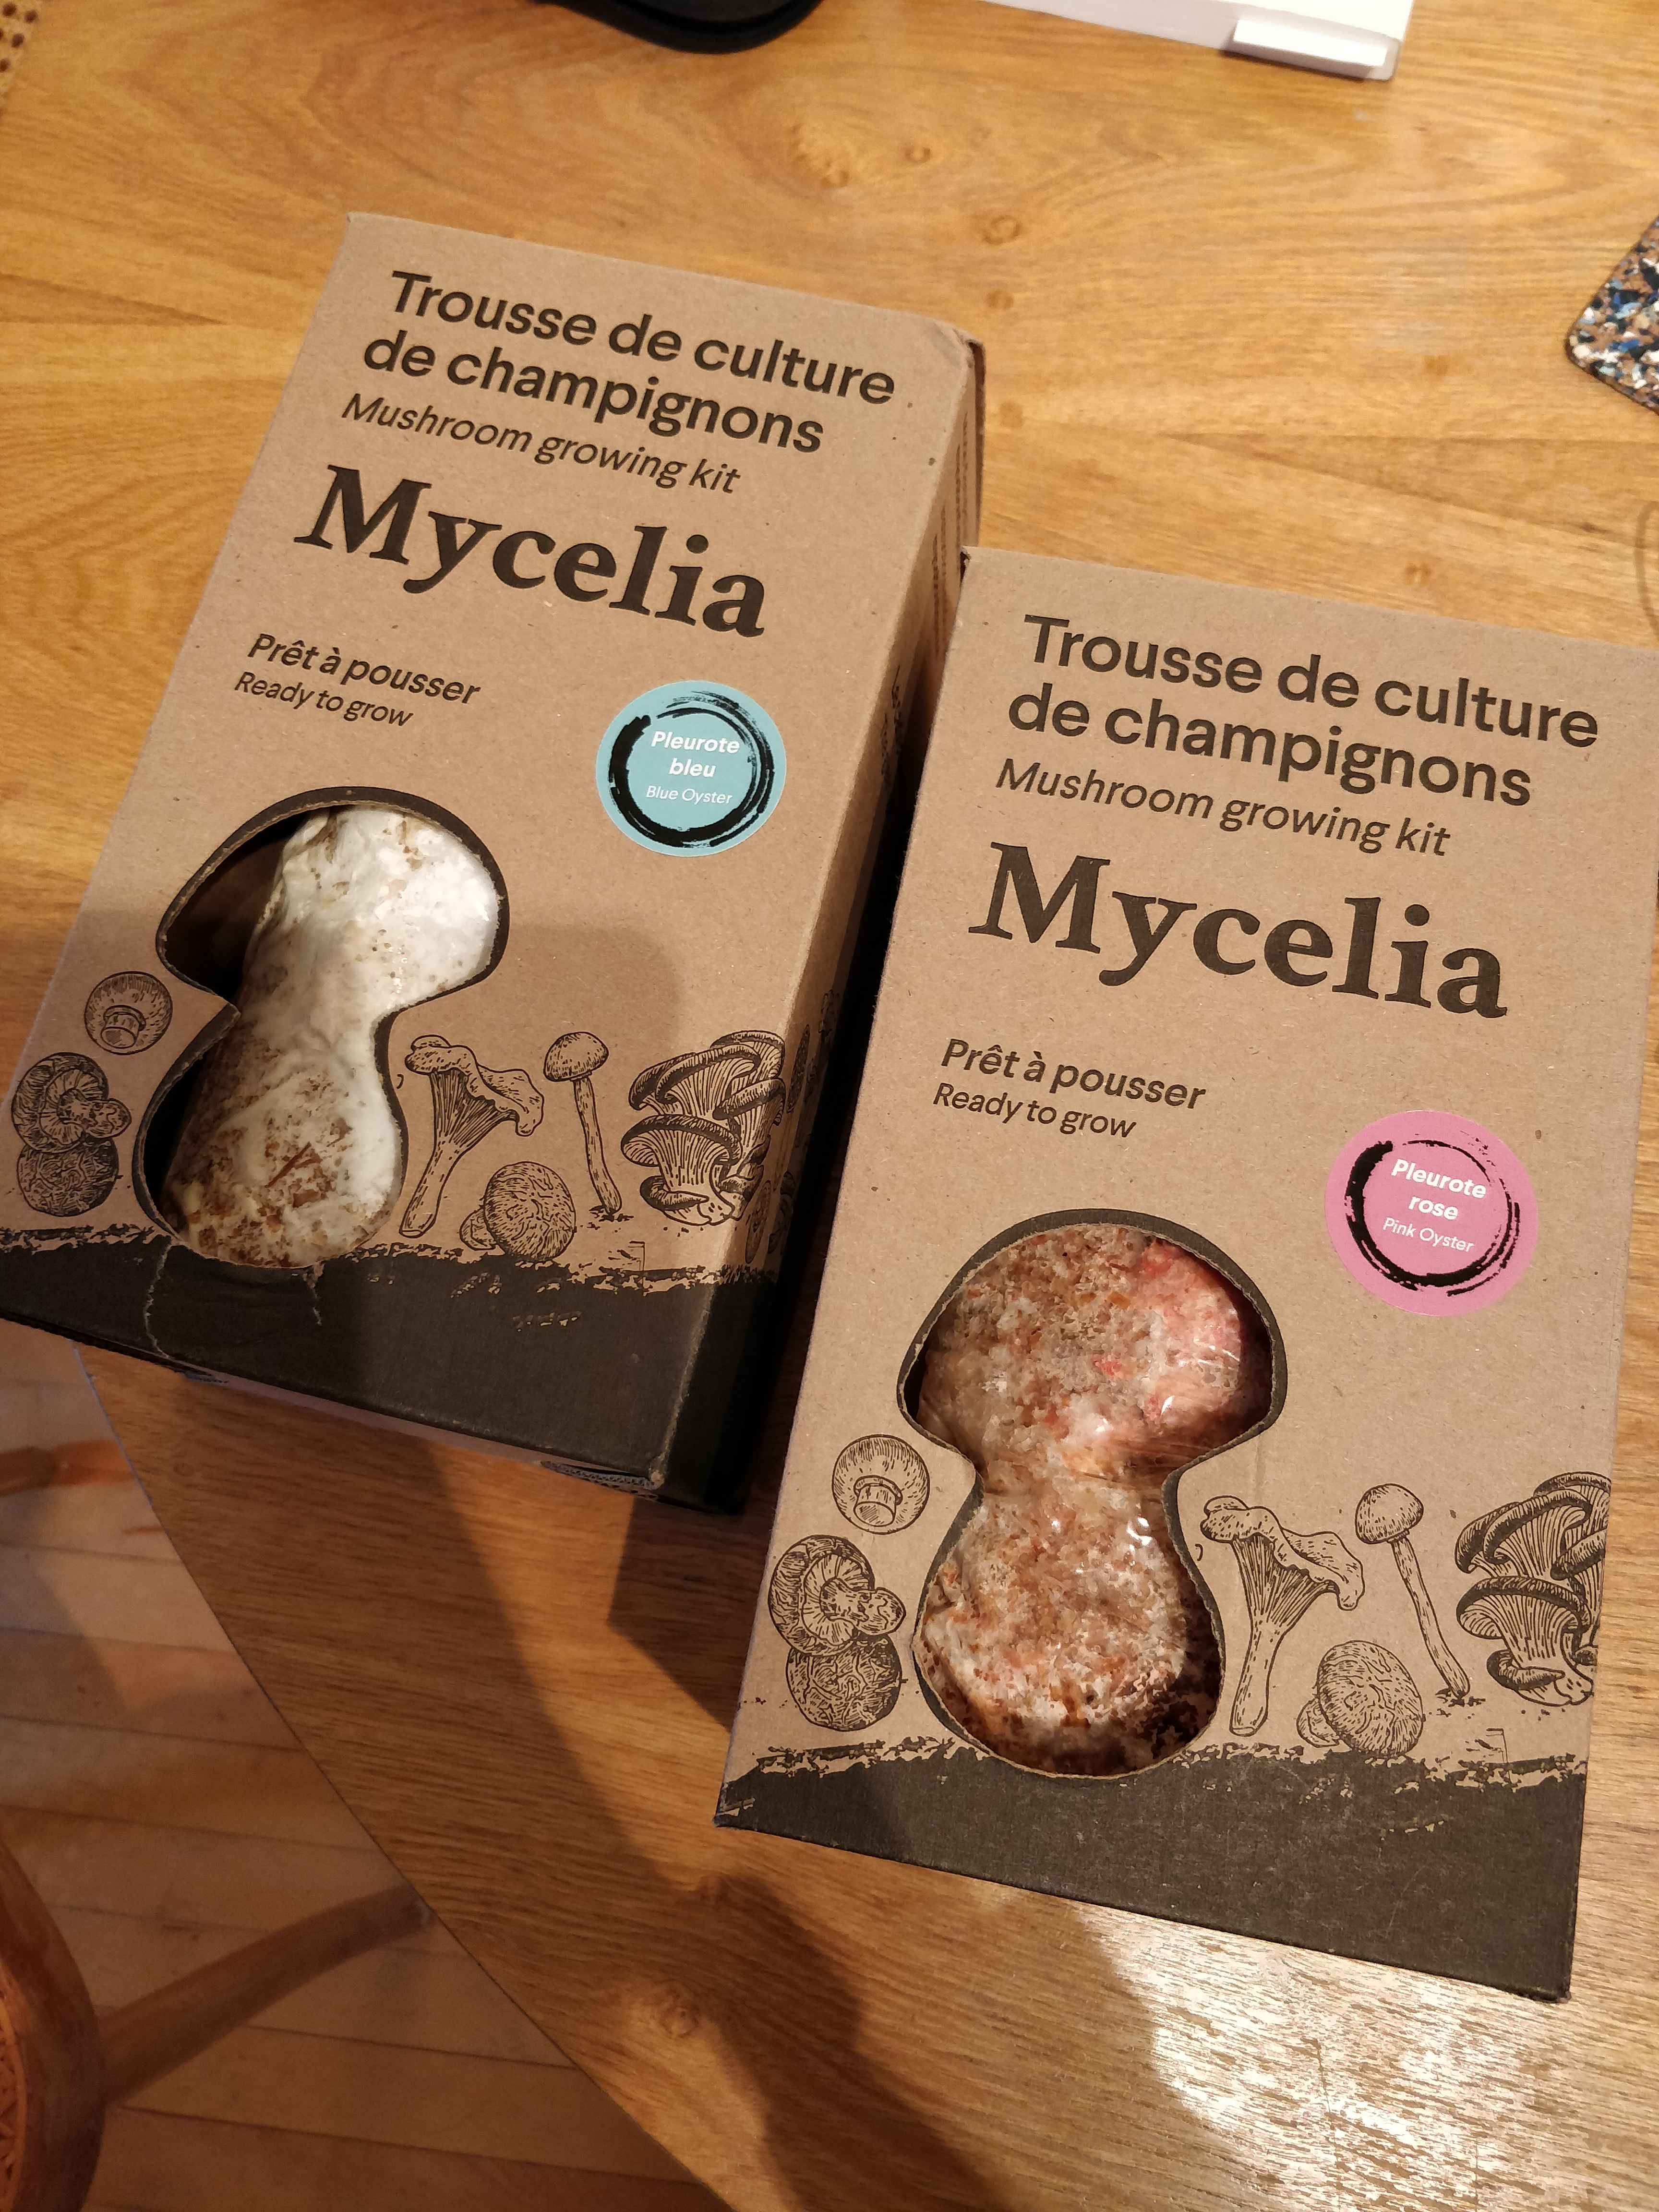 Trousse de culture
de champignons
Mushroom growing kit
Mycelia
Prêt à pousser
Ready to grow
Pleurote
bleu
Blue Oyster
Trousse de culture
de champignons
Mushroom growing kit
Mycelia
Prêt à pousser
Ready to grow
Pleurote
rose
Pink Oyster